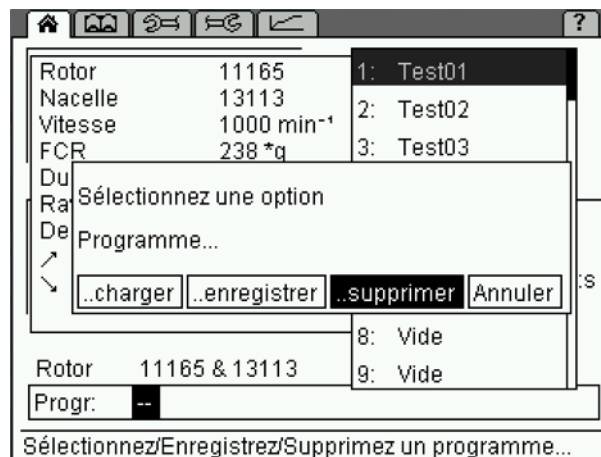 ?
Rotor 11165
Nacelle 13113
Vitesse 1000 min⁻¹
FCR 238 *g
1: Test01
2: Test02
3: Test03
Sélectionnez une option
Programme...
..charger ..enregistrer ..supprimer Annuler
8: Vide
9: Vide
Rotor 11165 & 13113
Progr: --
Sélectionnez/Enregistrez/Supprimez un programme...